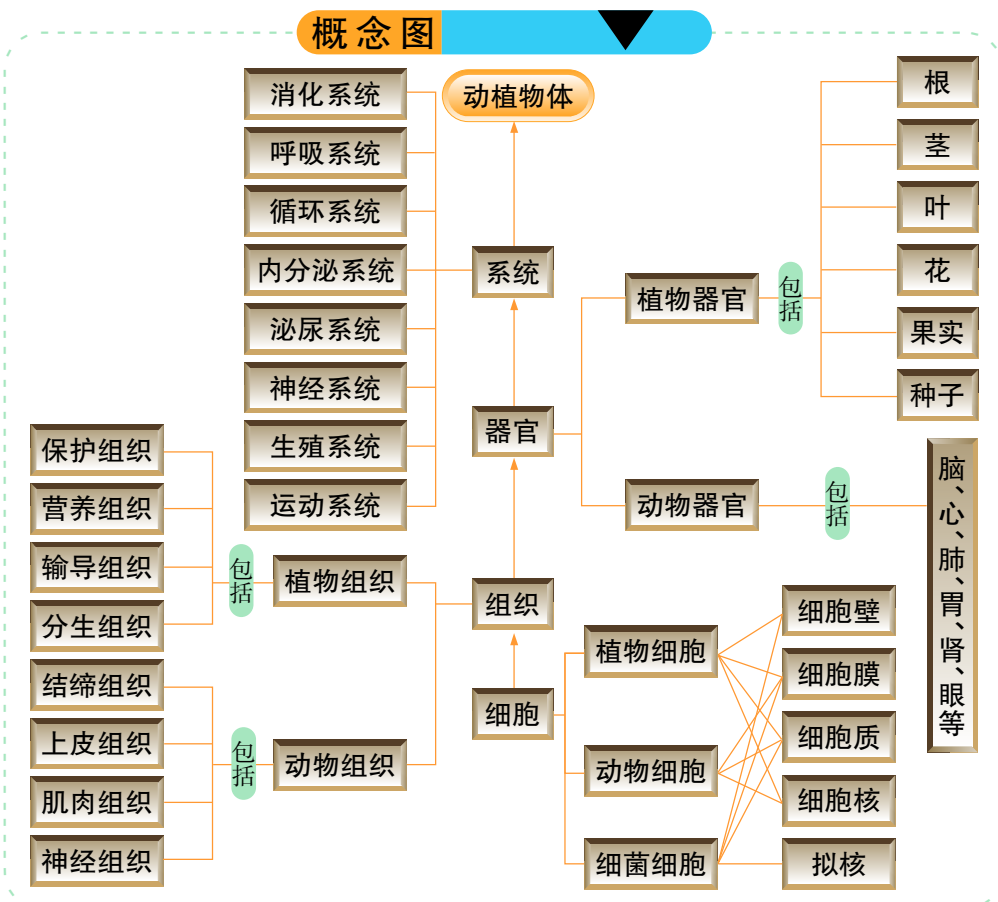 概念图
动植物体
消化系统
呼吸系统
循环系统
内分泌系统
泌尿系统
神经系统
生殖系统
运动系统
系统
器官
组织
细胞
植物器官
包括
根
茎
叶
花
果实
种子
动物器官
包括
脑、心、肺、胃、肾、眼等
保护组织
营养组织
输导组织
分生组织
包括
植物组织
结缔组织
上皮组织
肌肉组织
神经组织
包括
动物组织
植物细胞
动物细胞
细菌细胞
细胞壁
细胞膜
细胞质
细胞核
拟核